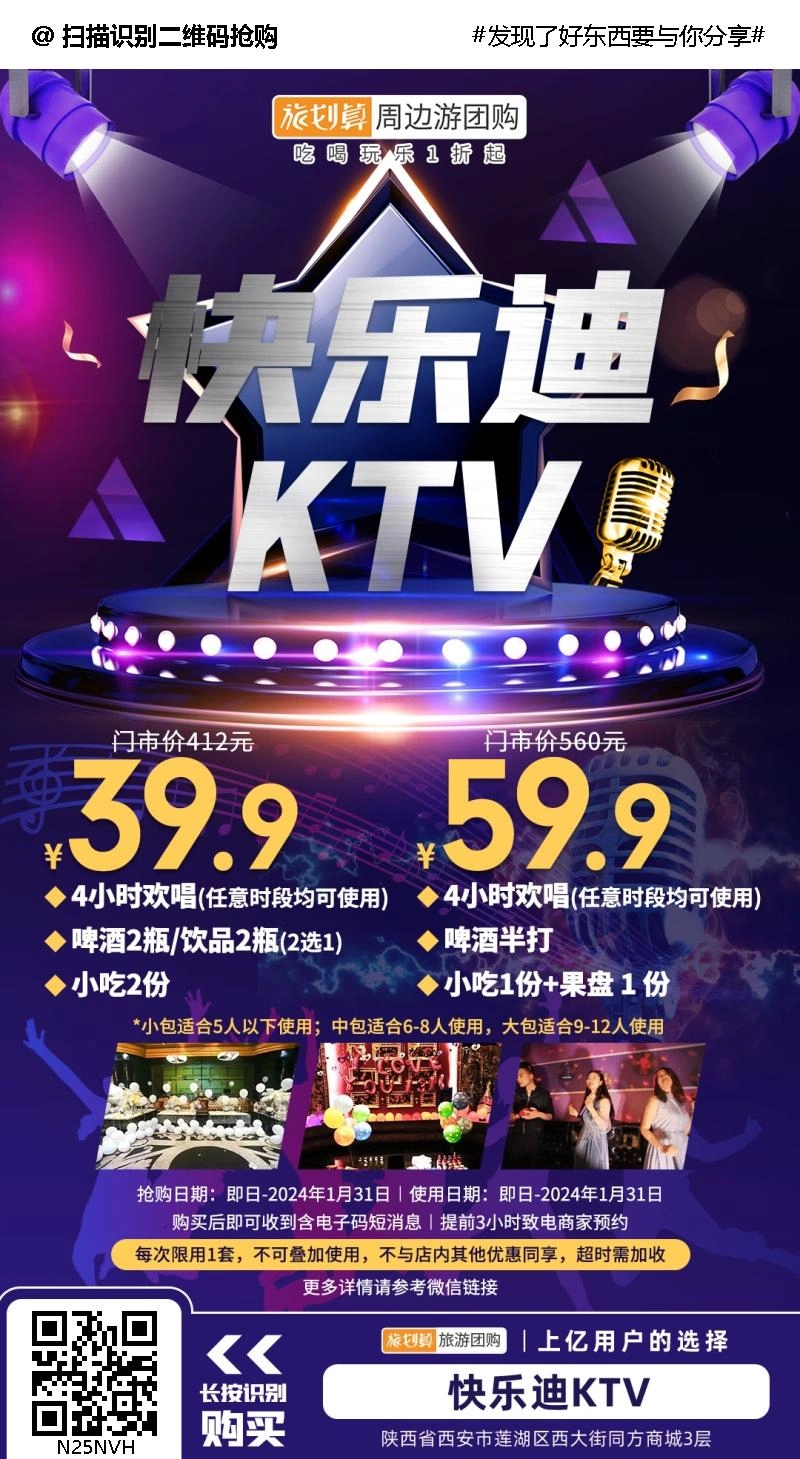 @ 扫描识别二维码抢购
#发现了好东西要与你分享#
旅划算 周边游团购
吃喝玩乐1折起
快乐迪
KTV
门市价412元
¥39.9
◆ 4小时欢唱(任意时段均可使用)
◆ 啤酒2瓶/饮品2瓶(2选1)
◆ 小吃2份
门市价560元
¥59.9
◆ 4小时欢唱(任意时段均可使用)
◆ 啤酒半打
◆ 小吃1份+果盘 1 份
*小包适合5人以下使用；中包适合6-8人使用，大包适合9-12人使用
抢购日期：即日-2024年1月31日 | 使用日期：即日-2024年1月31日
购买后即可收到含电子码短消息 | 提前3小时致电商家预约
每次限用1套，不可叠加使用，不与店内其他优惠同享，超时需加收
更多详情请参考微信链接
N25NVH
长按识别
购买
旅划算 旅游团购 | 上亿用户的选择
快乐迪KTV
陕西省西安市莲湖区西大街同方商城3层